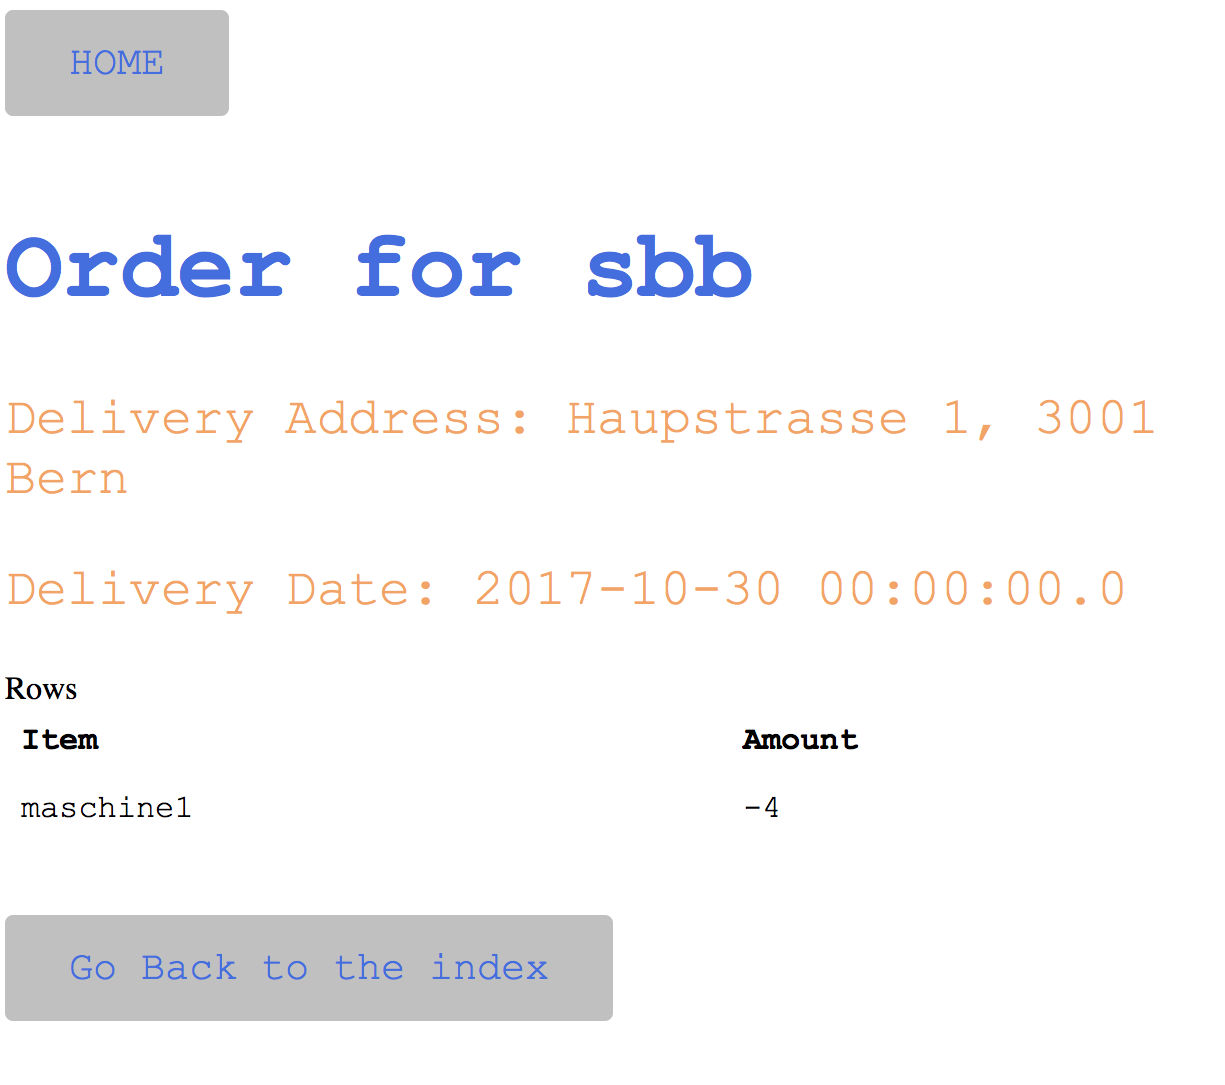 HOME
Order for sbb
Delivery Address: Haupstrasse 1, 3001
Bern
Delivery Date: 2017-10-30 00:00:00.0
Rows
Item Amount
maschine1 -4
Go Back to the index